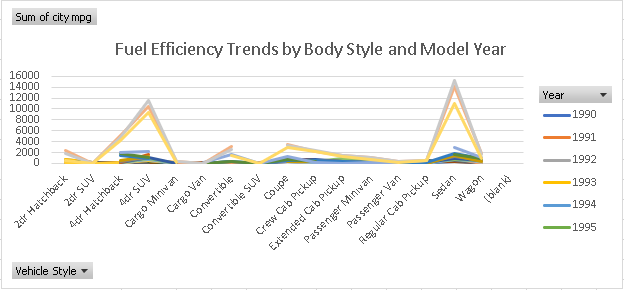 Sum of city mpg
Fuel Efficiency Trends by Body Style and Model Year
16000
14000
12000
10000
8000
6000
4000
2000
0
2dr Hatchback
2dr SUV
4dr Hatchback
4dr SUV
Cargo Minivan
Cargo Van
Convertible
Convertible SUV
Coupe
Crew Cab Pickup
Extended Cab Pickup
Passenger Minivan
Passenger Van
Regular Cab Pickup
Sedan
Wagon
(blank)
Year
1990
1991
1992
1993
1994
1995
Vehicle Style